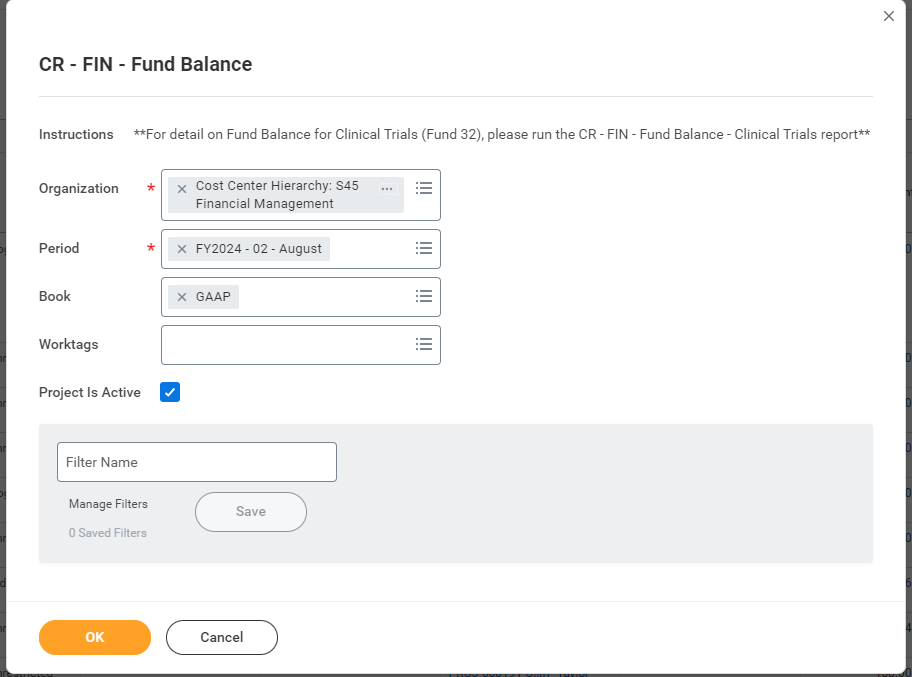 CR - FIN - Fund Balance
Instructions **For detail on Fund Balance for Clinical Trials (Fund 32), please run the CR - FIN - Fund Balance - Clinical Trials report**
Organization * Cost Center Hierarchy: S45
Financial Management
Period * FY2024 - 02 - August
Book GAAP
Worktags
Project Is Active
Filter Name
Manage Filters
Save
0 Saved Filters
OK Cancel